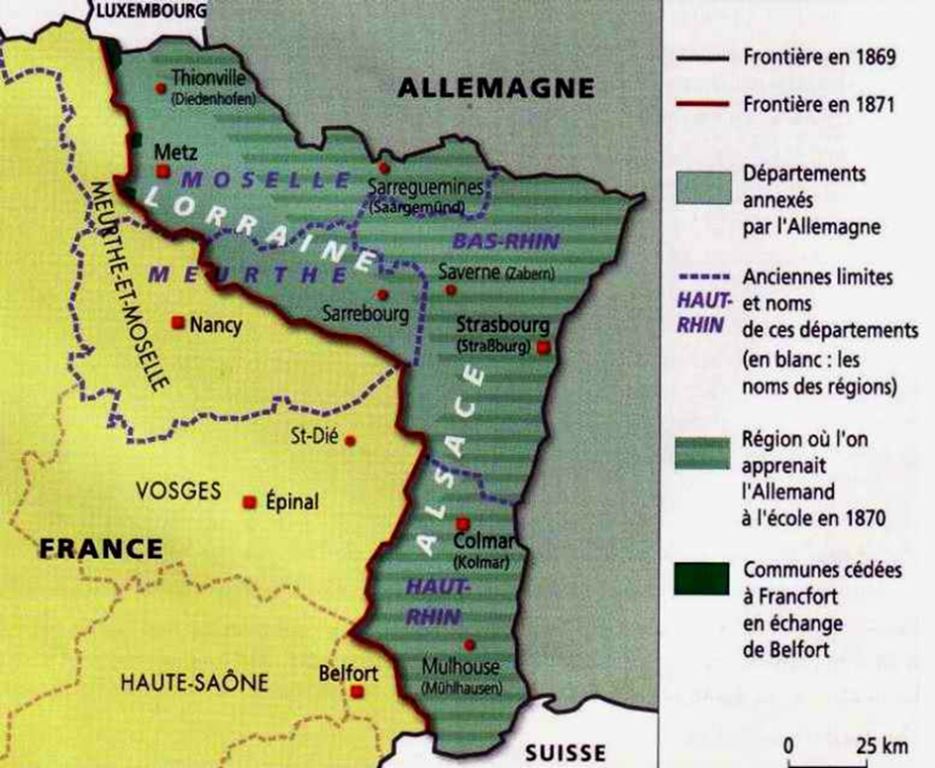 LUXEMBOURG
ALLEMAGNE
Thionville
(Diedenhofen)
Metz
MOSELLE
Sarreguemines
(Saargemünd)
LORRAINE
BAS-RHIN
MEURTHE
Saverne (Zabern)
Sarrebourg
MEURTHE-ET-MOSELLE
Nancy
Strasbourg
(Straßburg)
ALSACE
St-Dié
VOSGES
Épinal
FRANCE
Colmar
(Kolmar)
HAUT-
RHIN
HAUTE-SAÔNE
Belfort
Mulhouse
(Mühlhausen)
SUISSE
Frontière en 1869
Frontière en 1871
Départements
annexés
par l'Allemagne
HAUT-
RHIN
Anciennes limites
et noms
de ces départements
(en blanc : les
noms des régions)
Région où l'on
apprenait
l'Allemand
à l'école en 1870
Communes cédées
à Francfort
en échange
de Belfort
0 25 km